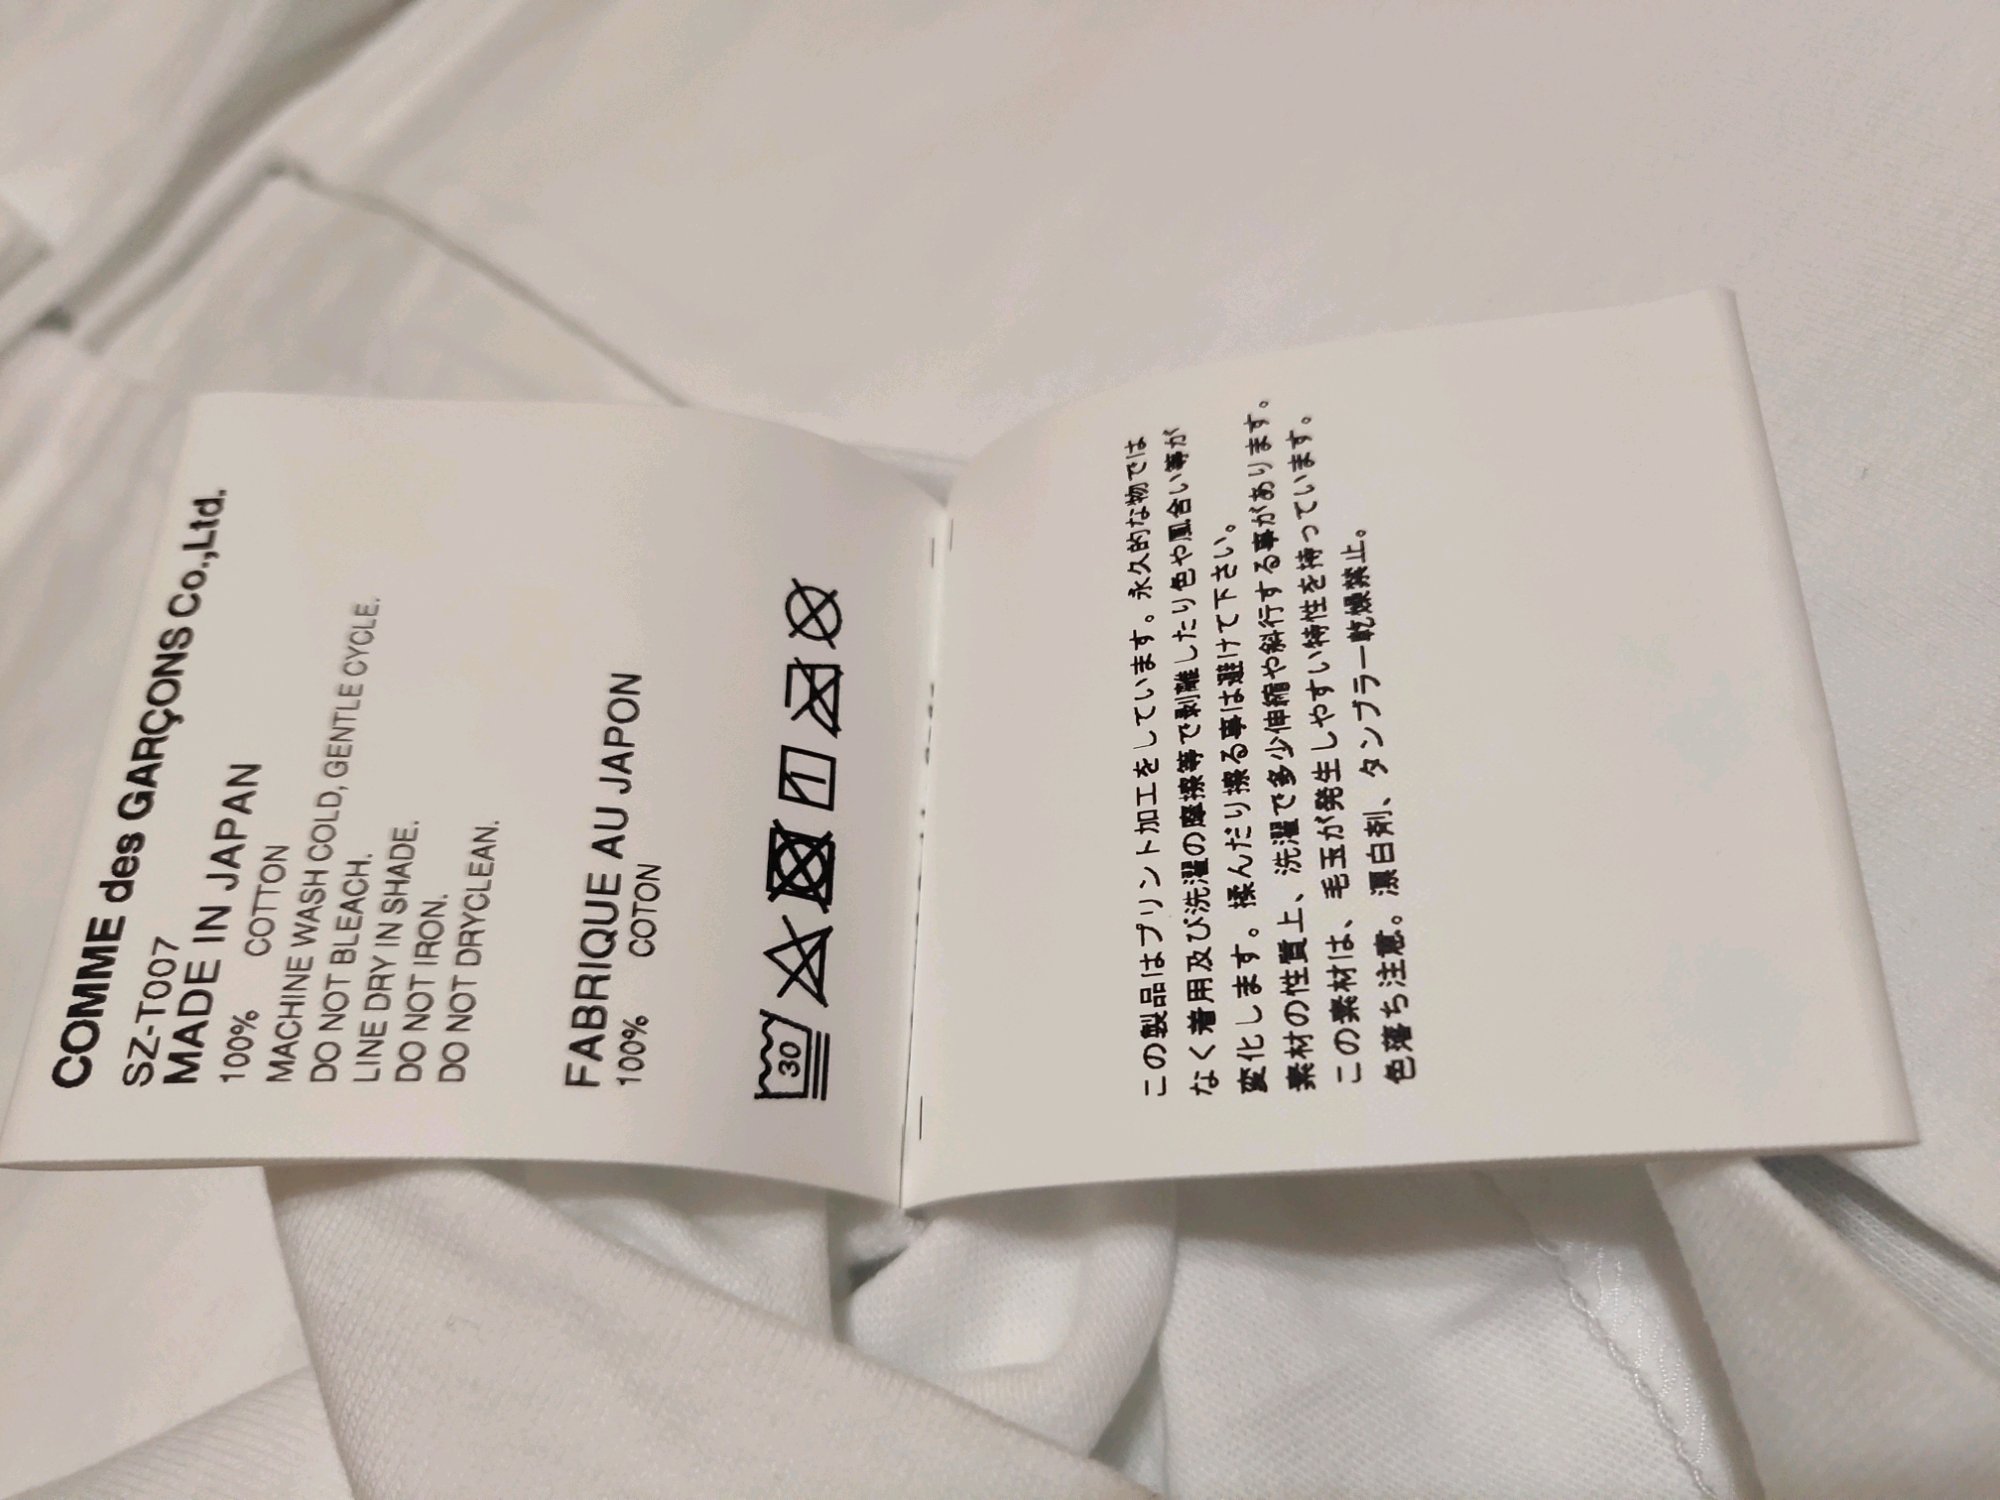 COMME des GARÇONS Co.,Ltd.
SZ-T007
MADE IN JAPAN
100% COTTON
MACHINE WASH COLD, GENTLE CYCLE.
DO NOT BLEACH.
LINE DRY IN SHADE.
DO NOT IRON.
DO NOT DRYCLEAN.
FABRIQUE AU JAPON
100% COTON
30
この製品はプリント加工をしています。永久的な物では
なく着用及び洗濯の摩擦等で剥離したり色や風合い等が
変化します。揉んだり擦る事は避けて下さい。
素材の性質上、洗濯で多少伸縮や斜行する事があります。
この素材は、毛玉が発生しやすい特性を持っています。
色落ち注意。漂白剤、タンブラー乾燥禁止。